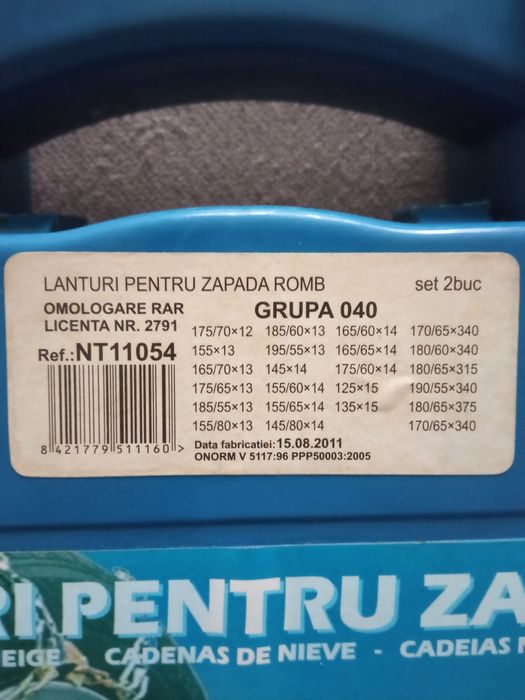 LANTURI PENTRU ZAPADA ROMB set 2buc
OMOLOGARE RAR GRUPA 040
LICENTA NR. 2791
Ref.:NT11054
175/70×12 185/60×13 165/60×14 170/65×340
155×13 195/55×13 165/65×14 180/60×340
165/70×13 145×14 175/60×14 180/65×315
175/65×13 155/60×14 125×15 190/55×340
185/55×13 155/65×14 135×15 180/65×375
155/80×13 145/80×14 170/65×340
8 421779 511160 >
Data fabricatiei: 15.08.2011
ONORM V 5117:96 PPP50003:2005
RI PENTRU ZA
EIGE CADENAS DE NIEVE - CADEIAS